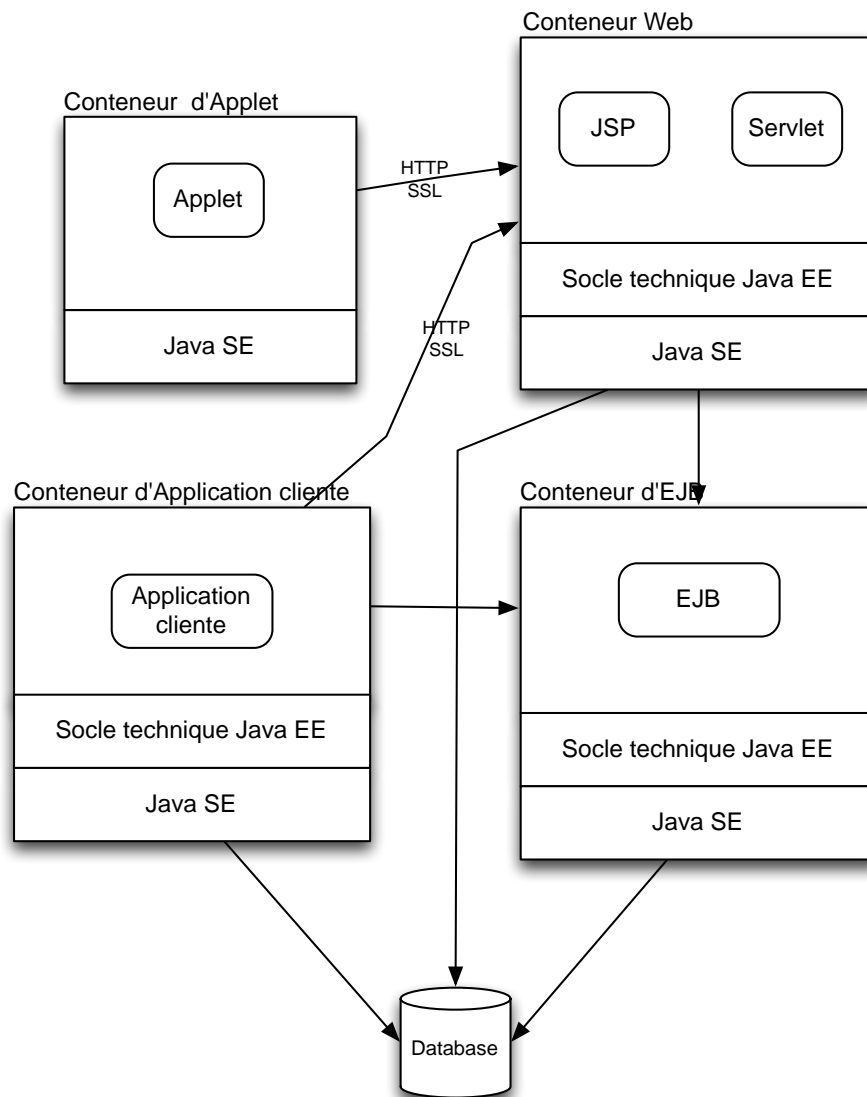 Conteneur Web
JSP
Servlet
Socle technique Java EE
Java SE
Conteneur d'Applet
Applet
Java SE
HTTP
SSL
HTTP
SSL
Conteneur d'Application cliente
Application
cliente
Socle technique Java EE
Java SE
Conteneur d'EJB
EJB
Socle technique Java EE
Java SE
Database